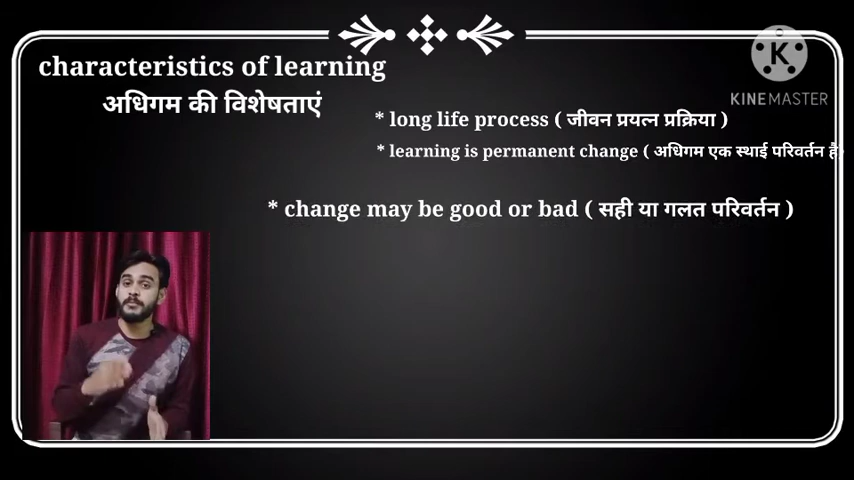 characteristics of learning
अधिगम की विशेषताएं
* long life process ( जीवन प्रयत्न प्रक्रिया )
* learning is permanent change ( अधिगम एक स्थाई परिवर्तन है)
* change may be good or bad ( सही या गलत परिवर्तन )
K
KINEMASTER